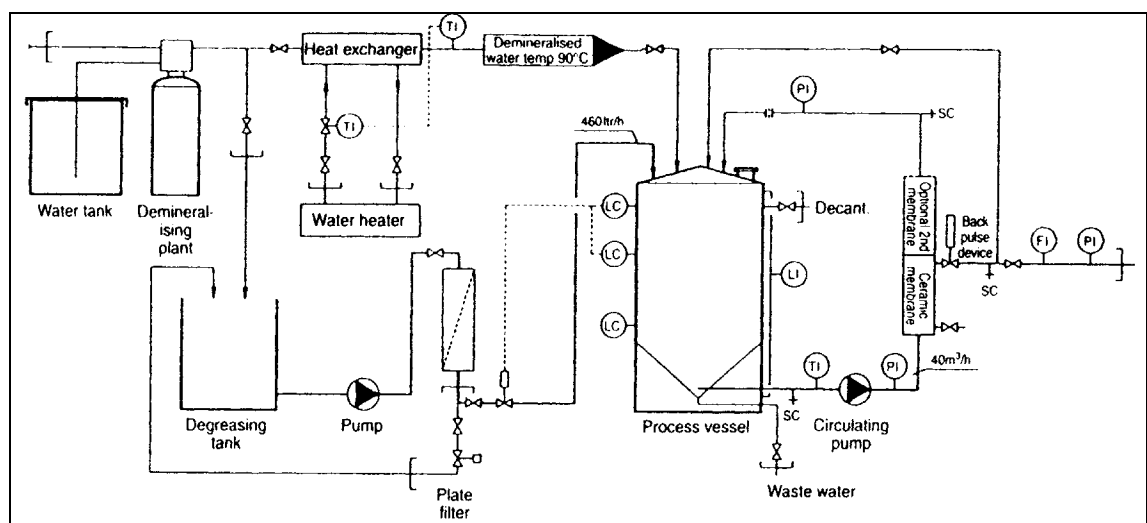 TI
Heat exchanger
Demineralised
water temp 90°C
PI
SC
TI
460 ltr/h
Water tank
Demineral-
ising
plant
Water heater
LC
Decant.
Optional 2nd
membrane
Back
pulse
device
FI
PI
LC
LI
SC
Ceramic
membrane
LC
TI
PI
40m³/h
Degreasing
tank
Pump
Process vessel
SC
Circulating
pump
Plate
filter
Waste water